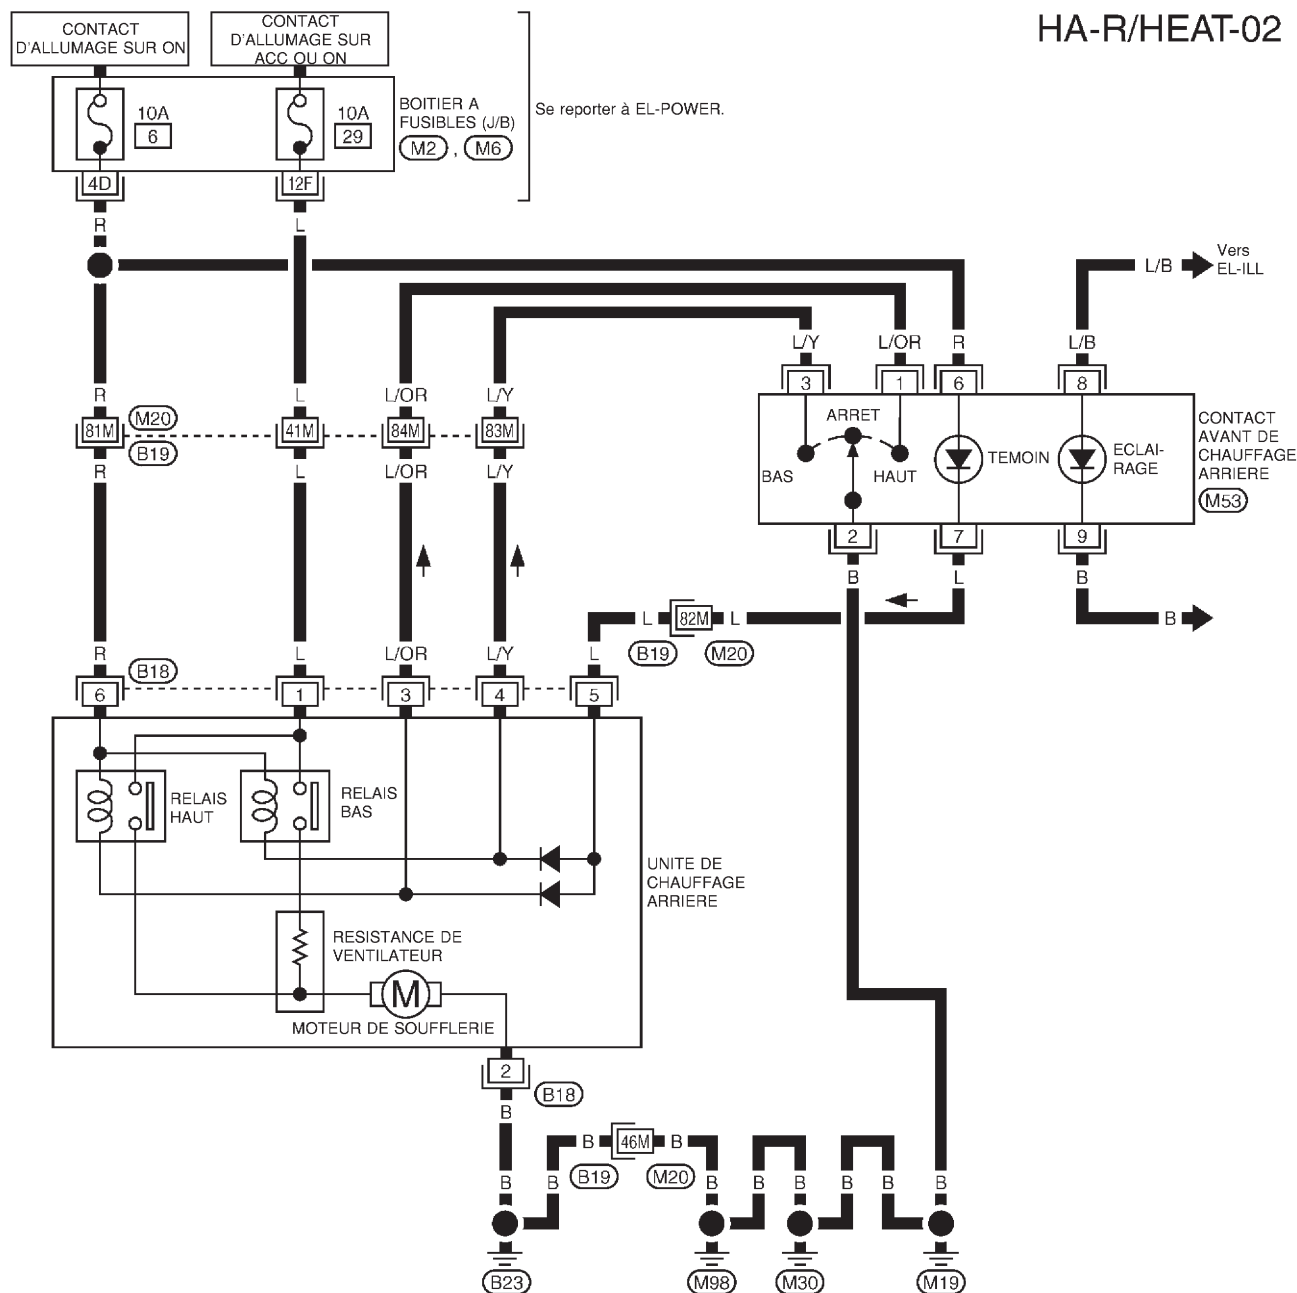 HA-R/HEAT-02
CONTACT
D'ALLUMAGE SUR ON
CONTACT
D'ALLUMAGE SUR
ACC OU ON
10A
6
10A
29
BOITIER A
FUSIBLES (J/B)
M2 , M6
Se reporter à EL-POWER.
4D
12F
R
L
L/B
Vers
EL-ILL
L/Y
L/OR
R
L/B
3
1
6
8
R
L
L/OR
L/Y
81M
M20
B19
41M
84M
83M
R
L
L/OR
L/Y
ARRET
BAS
HAUT
TEMOIN
ECLAI-
RAGE
CONTACT
AVANT DE
CHAUFFAGE
ARRIERE
M53
2
7
9
B
L
B
L
82M
L
B
B19
M20
R
B18
L
L/OR
L/Y
L
6
1
3
4
5
RELAIS
HAUT
RELAIS
BAS
UNITE DE
CHAUFFAGE
ARRIERE
RESISTANCE DE
VENTILATEUR
M
MOTEUR DE SOUFFLERIE
2
B18
B
B
46M
B
B19
M20
B
B
B
B
B
B
B
B
B23
M98
M30
M19